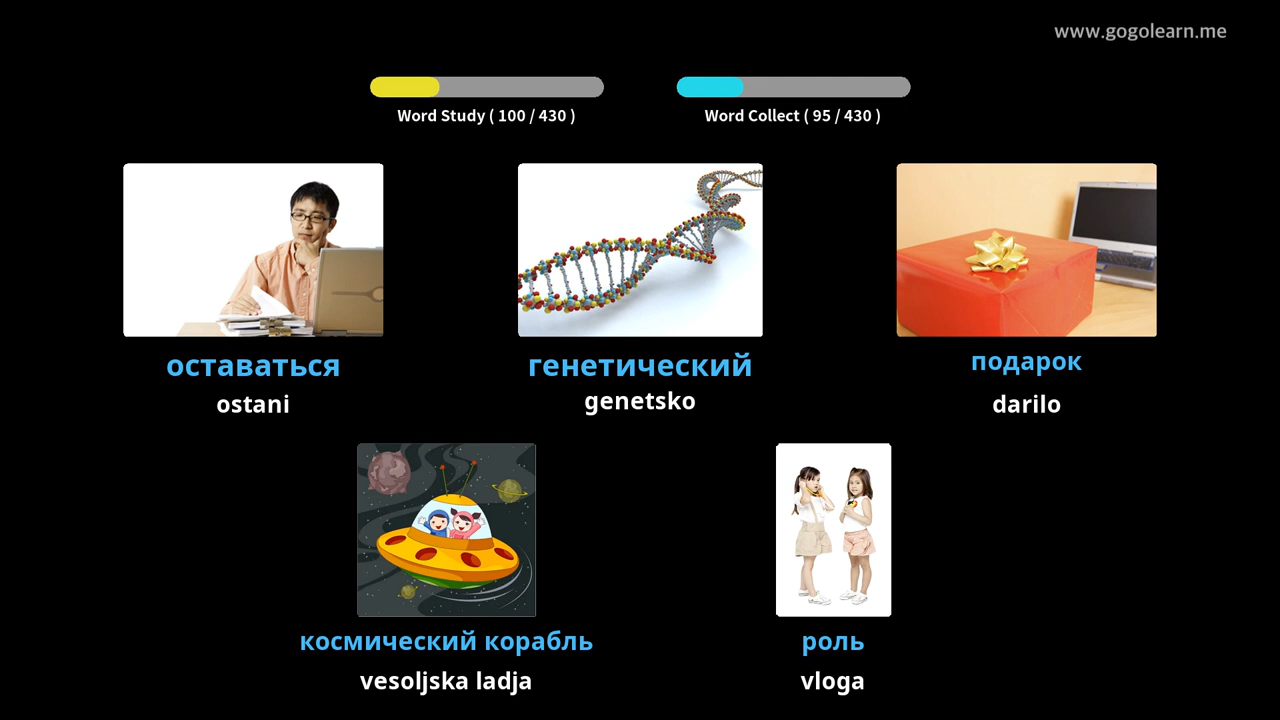 www.gogolearn.me
Word Study ( 100 / 430 )
Word Collect ( 95 / 430 )
оставаться
ostani
генетический
genetsko
подарок
darilo
космический корабль
vesoljska ladja
роль
vloga